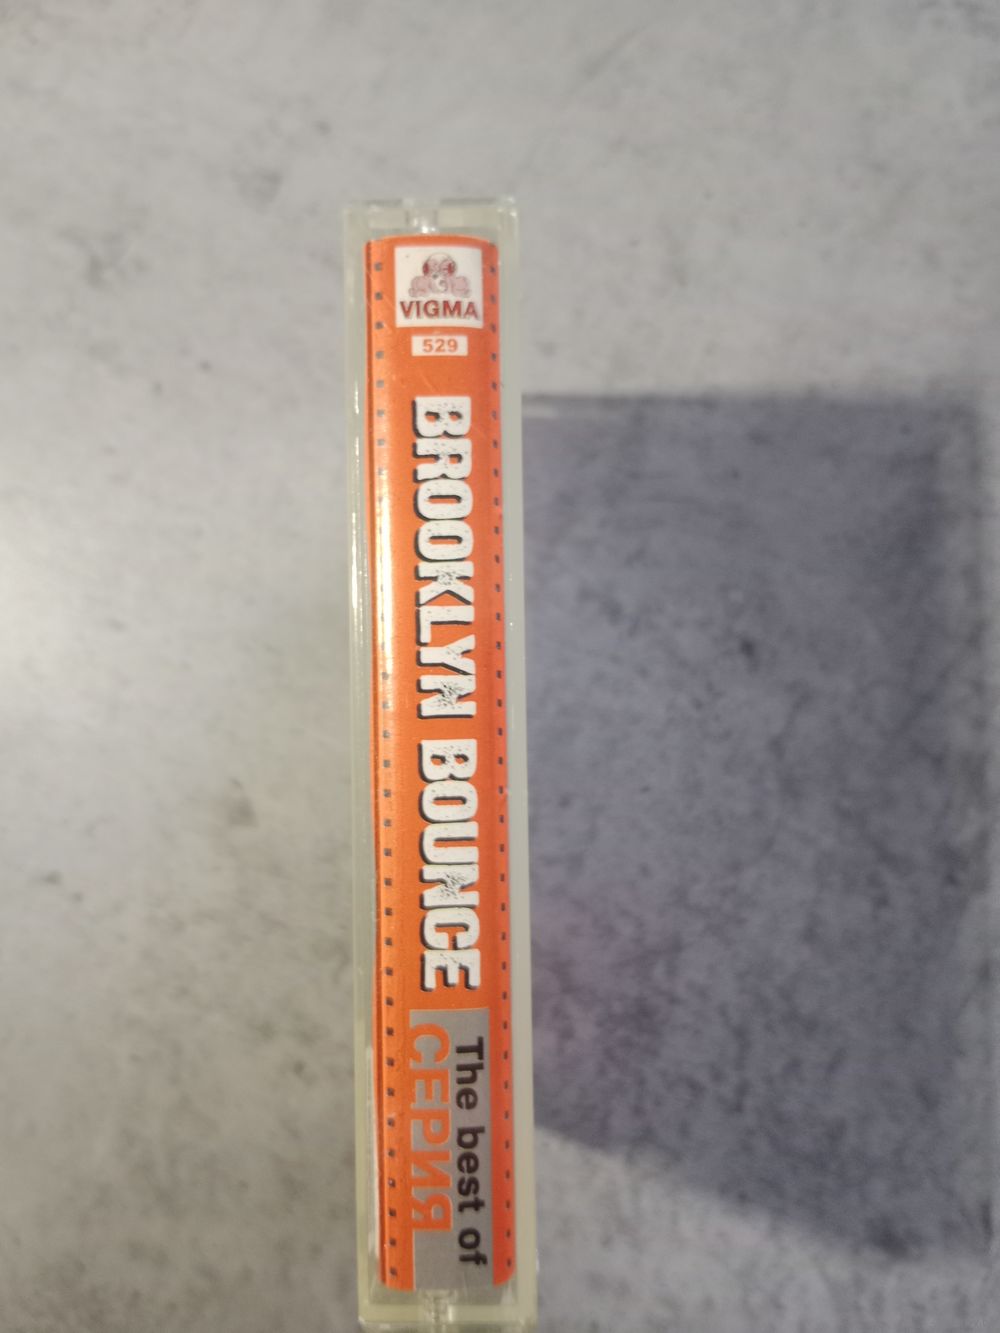 VIGMA
529
BROOKLYN BOUNCE
The best of
СЕРИЯ